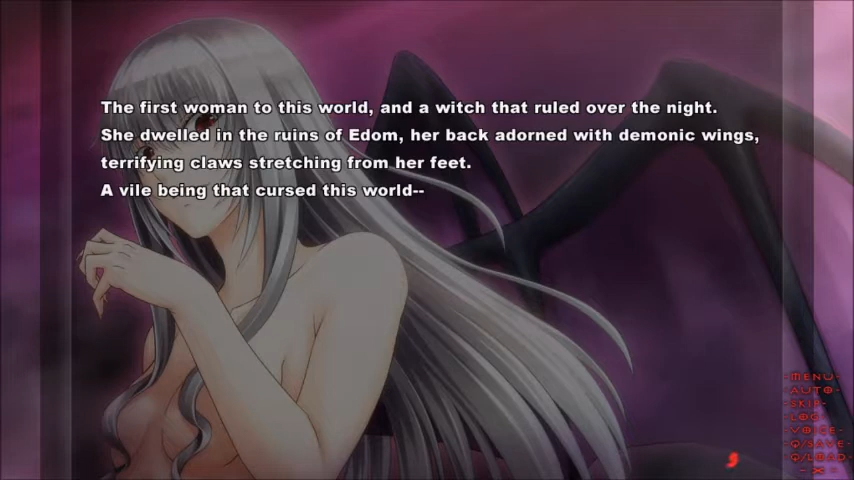 The first woman to this world, and a witch that ruled over the night.
She dwelled in the ruins of Edom, her back adorned with demonic wings,
terrifying claws stretching from her feet.
A vile being that cursed this world--
-MENU-
-AUTO-
-SKIP-
-LOG-
-VOICE-
-Q/SAVE-
-Q/LOAD-
-X-